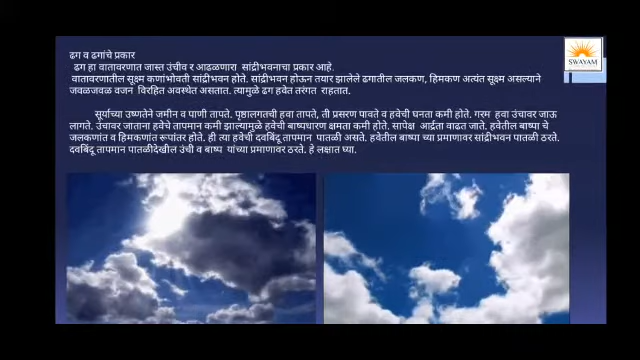 ढग व ढगांचे प्रकार
ढग हा वातावरणात जास्त उंचीव र आढळणारा सांद्रीभवनाचा प्रकार आहे.
वातावरणातील सूक्ष्म कणांभोवती सांद्रीभवन होते. सांद्रीभवन होऊन तयार झालेले ढगातील जलकण, हिमकण अत्यंत सूक्ष्म असल्याने
जवळजवळ वजन विरहित अवस्थेत असतात. त्यामुळे ढग हवेत तरंगत राहतात.
सूर्याच्या उष्णतेने जमीन व पाणी तापते. पृष्ठालगतची हवा तापते, ती प्रसरण पावते व हवेची घनता कमी होते. गरम हवा उंचावर जाऊ
लागते. उंचावर जाताना हवेचे तापमान कमी झाल्यामुळे हवेची बाष्पधारण क्षमता कमी होते. सापेक्ष आर्द्रता वाढत जाते. हवेतील बाष्पा चे
जलकणांत व हिमकणांत रूपांतर होते. ही त्या हवेची दवबिंदू तापमान पातळी असते. हवेतील बाष्पा च्या प्रमाणावर सांद्रीभवन पातळी ठरते.
दवबिंदू तापमान पातळीदेखील उंची व बाष्प यांच्या प्रमाणावर ठरते. हे लक्षात घ्या.
SWAYAM